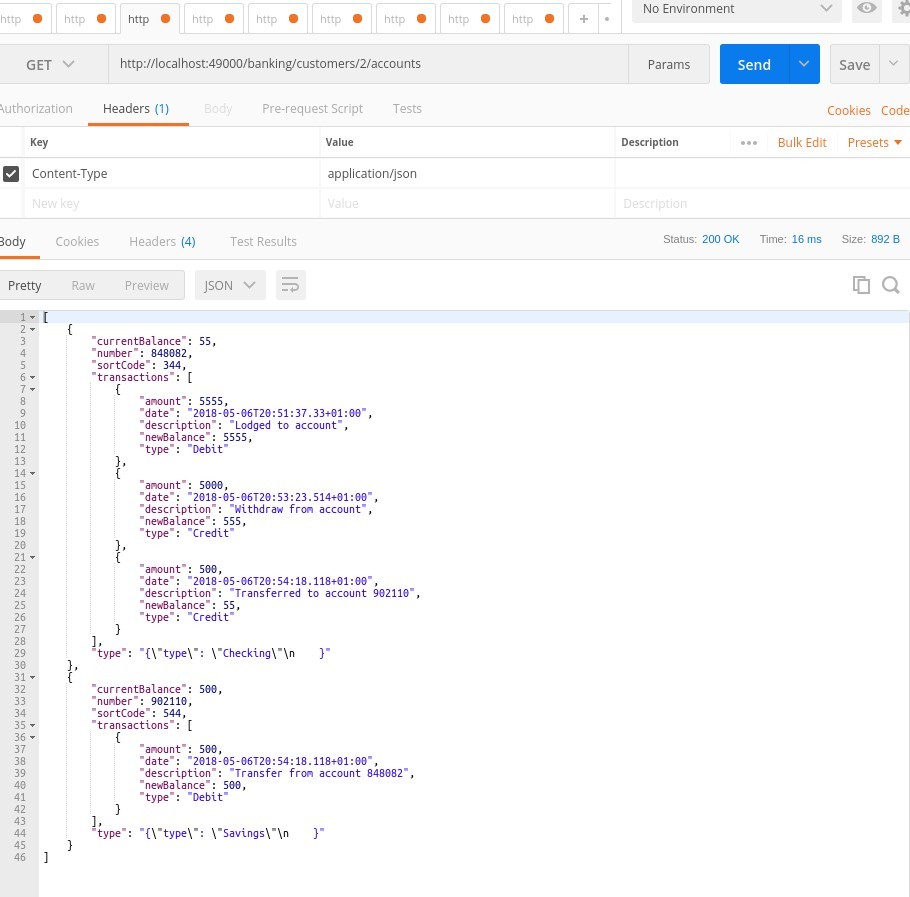 http http http http http http http http http + No Environment
GET http://localhost:49000/banking/customers/2/accounts Params Send Save
Authorization Headers (1) Body Pre-request Script Tests Cookies Code
Key Value Description ••• Bulk Edit Presets
Content-Type application/json
New key Value Description
Body Cookies Headers (4) Test Results Status: 200 OK Time: 16 ms Size: 892 B
Pretty Raw Preview JSON
1 [
2 {
3 "currentBalance": 55,
4 "number": 848082,
5 "sortCode": 344,
6 "transactions": [
7 {
8 "amount": 5555,
9 "date": "2018-05-06T20:51:37.33+01:00",
10 "description": "Lodged to account",
11 "newBalance": 5555,
12 "type": "Debit"
13 },
14 {
15 "amount": 5000,
16 "date": "2018-05-06T20:53:23.514+01:00",
17 "description": "Withdraw from account",
18 "newBalance": 555,
19 "type": "Credit"
20 },
21 {
22 "amount": 500,
23 "date": "2018-05-06T20:54:18.118+01:00",
24 "description": "Transferred to account 902110",
25 "newBalance": 55,
26 "type": "Credit"
27 }
28 ],
29 "type": "{\"type\": \"Checking\"\n    }"
30 },
31 {
32 "currentBalance": 500,
33 "number": 902110,
34 "sortCode": 544,
35 "transactions": [
36 {
37 "amount": 500,
38 "date": "2018-05-06T20:54:18.118+01:00",
39 "description": "Transfer from account 848082",
40 "newBalance": 500,
41 "type": "Debit"
42 }
43 ],
44 "type": "{\"type\": \"Savings\"\n    }"
45 }
46 ]